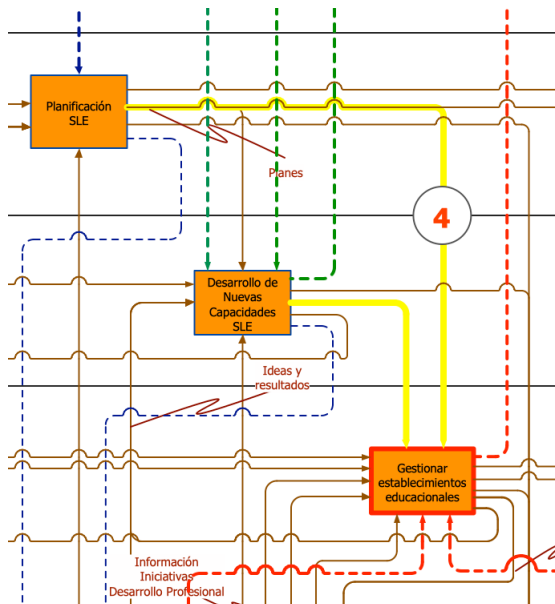 Planificación
SLE
Planes
4
Desarrollo de
Nuevas
Capacidades
SLE
Ideas y
resultados
Gestionar
establecimientos
educacionales
Información
Iniciativas
Desarrollo Profesional